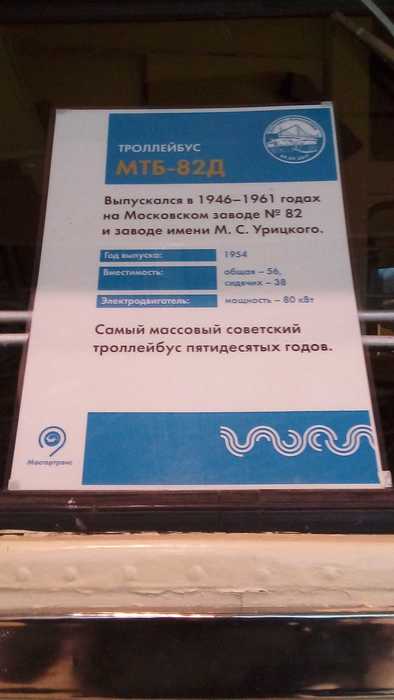 ТРОЛЛЕЙБУС
МТБ-82Д
Выпускался в 1946–1961 годах
на Московском заводе № 82
и заводе имени М. С. Урицкого.
Год выпуска: 1954
Вместимость: общая – 56,
сидячих – 38
Электродвигатель: мощность – 80 кВт
Самый массовый советский
троллейбус пятидесятых годов.
Мосгортранс